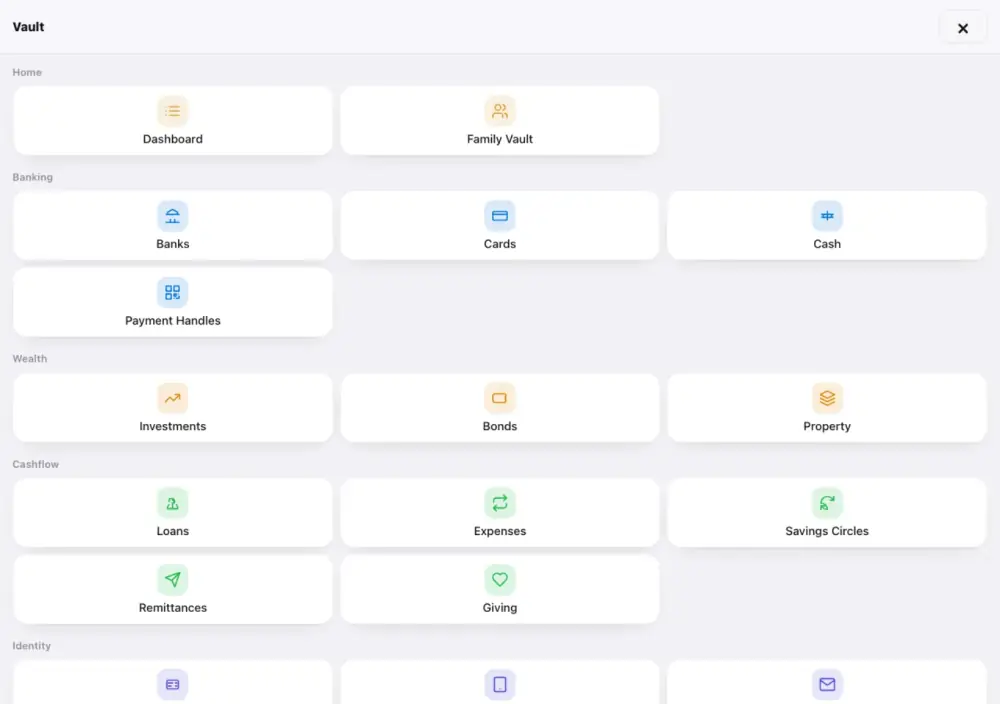 Vault
Home
Dashboard
Family Vault
Banking
Banks
Cards
Cash
Payment Handles
Wealth
Investments
Bonds
Property
Cashflow
Loans
Expenses
Savings Circles
Remittances
Giving
Identity